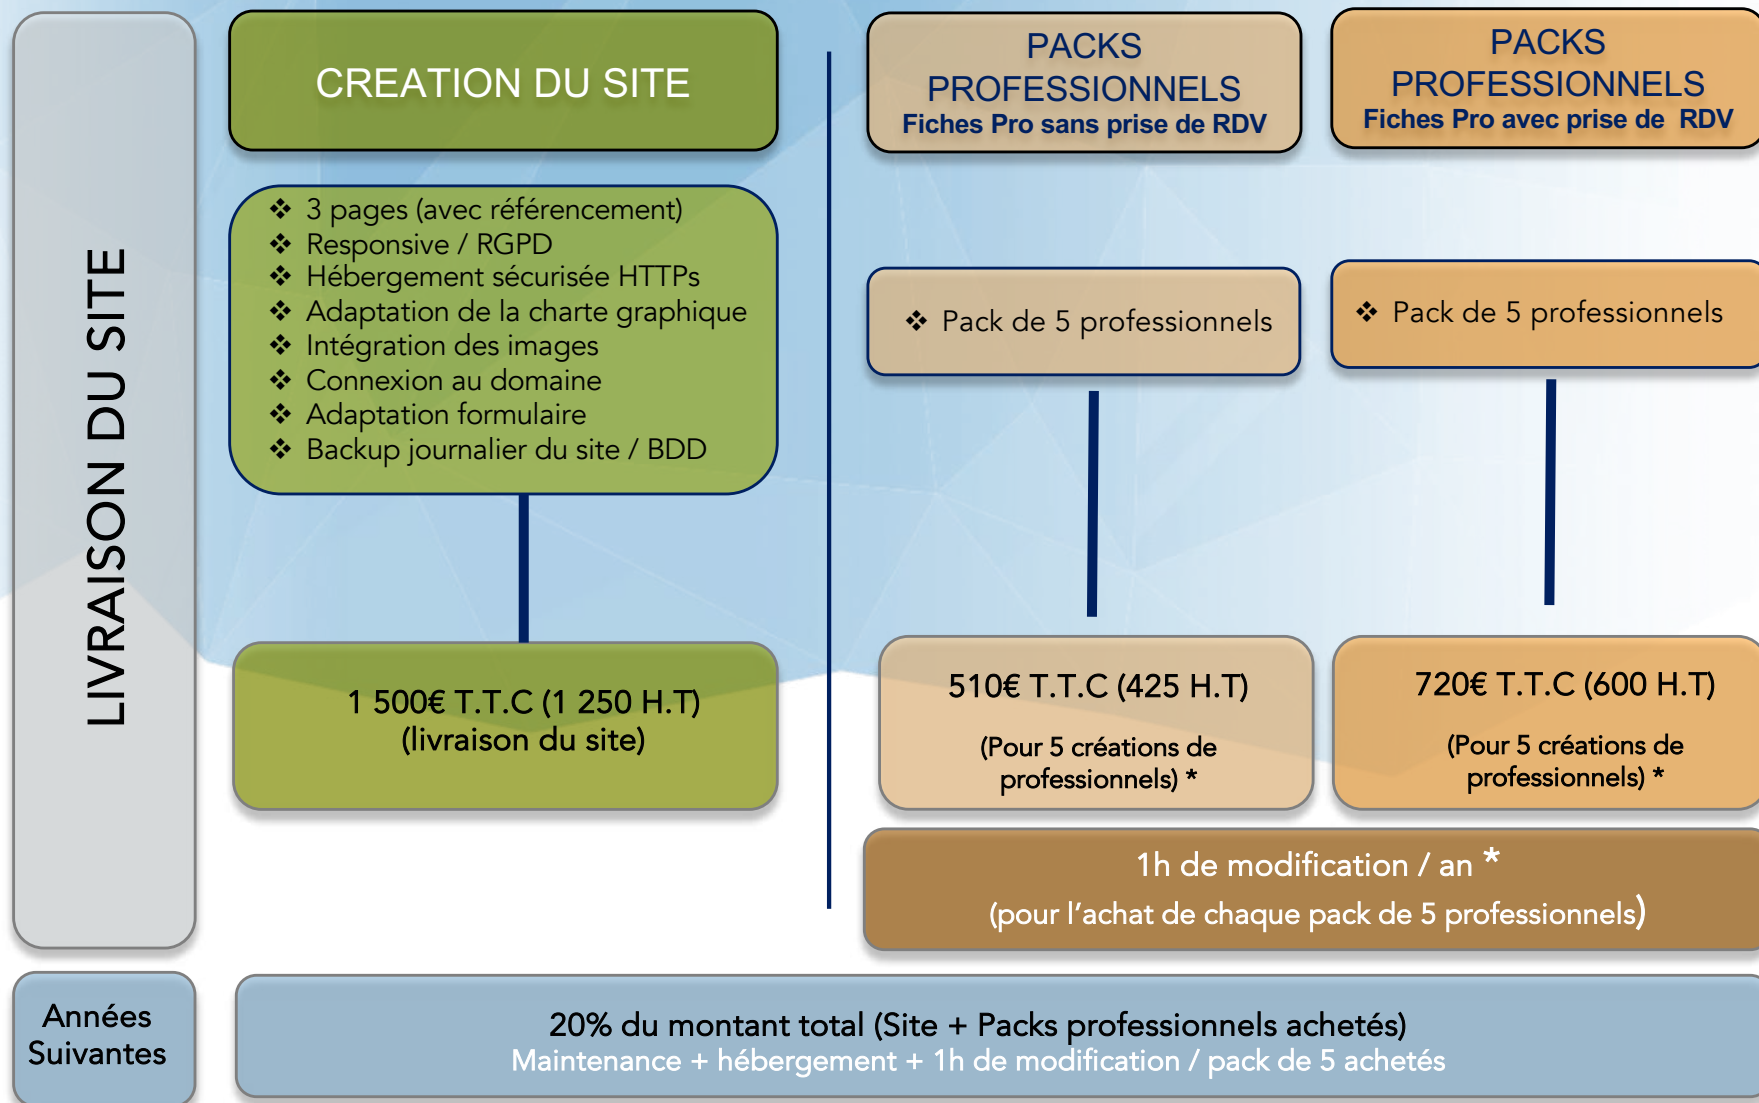 LIVRAISON DU SITE
CREATION DU SITE
❖ 3 pages (avec référencement)
❖ Responsive / RGPD
❖ Hébergement sécurisée HTTPs
❖ Adaptation de la charte graphique
❖ Intégration des images
❖ Connexion au domaine
❖ Adaptation formulaire
❖ Backup journalier du site / BDD
1 500€ T.T.C (1 250 H.T)
(livraison du site)
PACKS
PROFESSIONNELS
Fiches Pro sans prise de RDV
❖ Pack de 5 professionnels
510€ T.T.C (425 H.T)
(Pour 5 créations de
professionnels) *
PACKS
PROFESSIONNELS
Fiches Pro avec prise de RDV
❖ Pack de 5 professionnels
720€ T.T.C (600 H.T)
(Pour 5 créations de
professionnels) *
1h de modification / an *
(pour l’achat de chaque pack de 5 professionnels)
Années
Suivantes
20% du montant total (Site + Packs professionnels achetés)
Maintenance + hébergement + 1h de modification / pack de 5 achetés